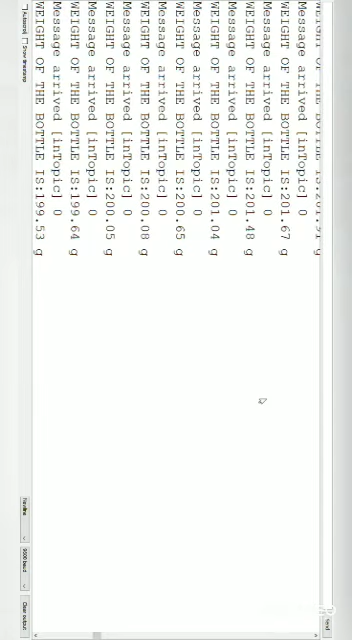 Send
WEIGHT OF THE BOTTLE g
Message arrived [inTopic] 0
WEIGHT OF THE BOTTLE IS:201.67 g
Message arrived [inTopic] 0
WEIGHT OF THE BOTTLE IS:201.48 g
Message arrived [inTopic] 0
WEIGHT OF THE BOTTLE IS:201.04 g
Message arrived [inTopic] 0
WEIGHT OF THE BOTTLE IS:200.65 g
Message arrived [inTopic] 0
WEIGHT OF THE BOTTLE IS:200.08 g
Message arrived [inTopic] 0
WEIGHT OF THE BOTTLE IS:200.05 g
Message arrived [inTopic] 0
WEIGHT OF THE BOTTLE IS:199.64 g
Message arrived [inTopic] 0
WEIGHT OF THE BOTTLE IS:199.53 g
Autoscroll Show timestamp Newline 9600 baud Clear output